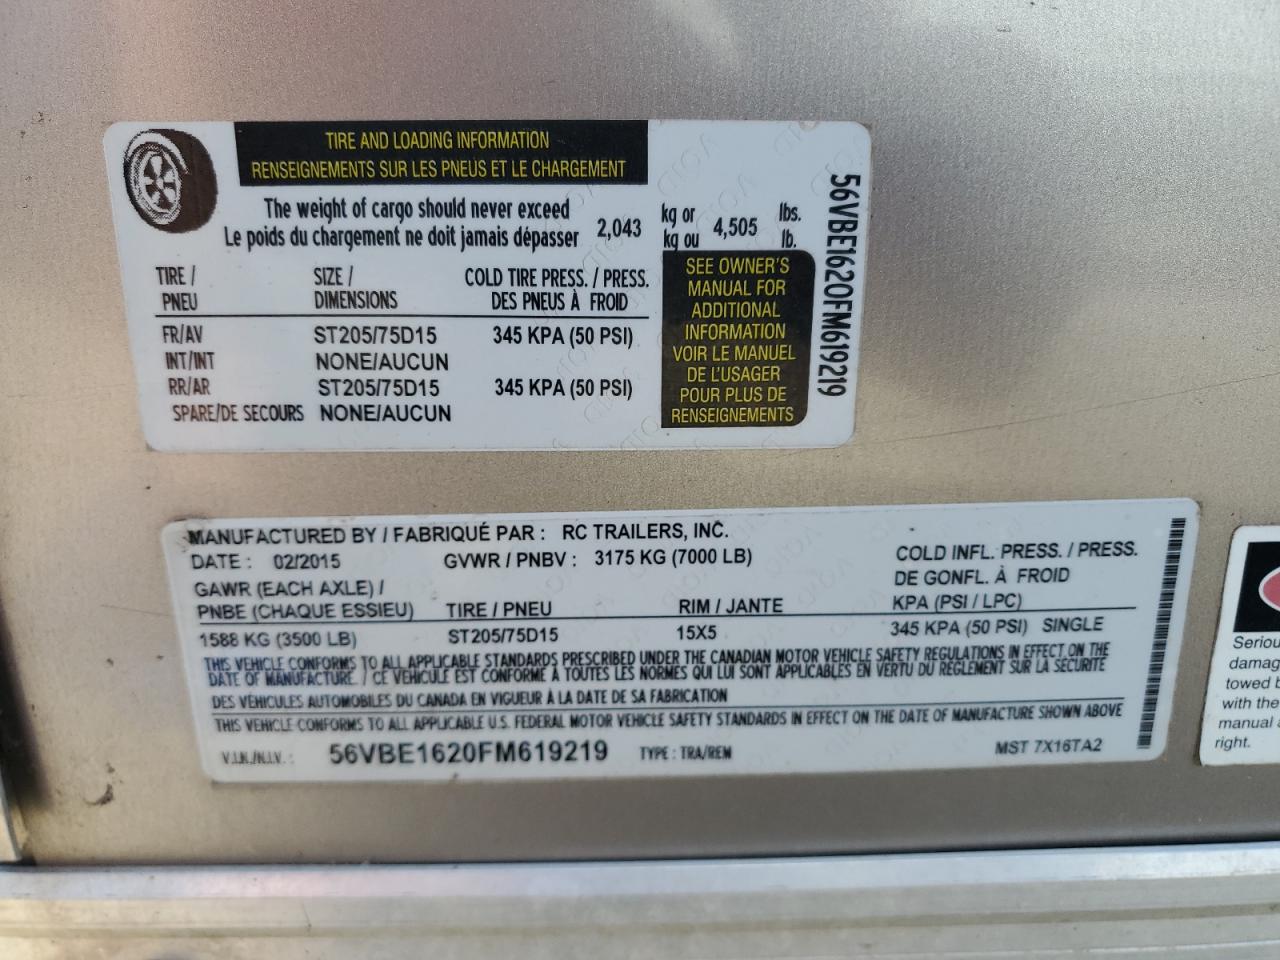 TIRE AND LOADING INFORMATION
RENSEIGNEMENTS SUR LES PNEUS ET LE CHARGEMENT
The weight of cargo should never exceed 2,043 kg or 4,505 lbs.
Le poids du chargement ne doit jamais dépasser kg ou lb.
TIRE / SIZE / COLD TIRE PRESS. / PRESS.
PNEU DIMENSIONS DES PNEUS À FROID
FR/AV ST205/75D15 345 KPA (50 PSI)
INT/INT NONE/AUCUN
RR/AR ST205/75D15 345 KPA (50 PSI)
SPARE/DE SECOURS NONE/AUCUN
SEE OWNER'S
MANUAL FOR
ADDITIONAL
INFORMATION
VOIR LE MANUEL
DE L'USAGER
POUR PLUS DE
RENSEIGNEMENTS
56VBE1620FM619219
MANUFACTURED BY / FABRIQUÉ PAR : RC TRAILERS, INC.
DATE : 02/2015 GVWR / PNBV : 3175 KG (7000 LB) COLD INFL. PRESS. / PRESS.
GAWR (EACH AXLE) / DE GONFL. À FROID
PNBE (CHAQUE ESSIEU) TIRE / PNEU RIM / JANTE KPA (PSI / LPC)
1588 KG (3500 LB) ST205/75D15 15X5 345 KPA (50 PSI) SINGLE
THIS VEHICLE CONFORMS TO ALL APPLICABLE STANDARDS PRESCRIBED UNDER THE CANADIAN MOTOR VEHICLE SAFETY REGULATIONS IN EFFECT ON THE
DATE OF MANUFACTURE. / CE VÉHICULE EST CONFORME À TOUTES LES NORMES QUI LUI SONT APPLICABLES EN VERTU DU RÈGLEMENT SUR LA SÉCURITÉ
DES VÉHICULES AUTOMOBILES DU CANADA EN VIGUEUR À LA DATE DE SA FABRICATION
THIS VEHICLE CONFORMS TO ALL APPLICABLE U.S. FEDERAL MOTOR VEHICLE SAFETY STANDARDS IN EFFECT ON THE DATE OF MANUFACTURE SHOWN ABOVE
V.I.N./N.I.V. : 56VBE1620FM619219 TYPE : TRA/REM MST 7X16TA2
Seriou
damag
towed b
with the
manual a
right.